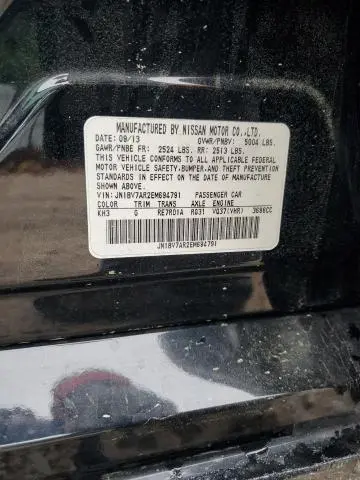 MANUFACTURED BY NISSAN MOTOR CO.,LTD.
DATE: 09/13 GVWR/PNBV: 5004 LBS.
GAWR/PNBE FR: 2524 LBS. RR: 2513 LBS.
THIS VEHICLE CONFORMS TO ALL APPLICABLE FEDERAL
MOTOR VEHICLE SAFETY,BUMPER,AND THEFT PREVENTION
STANDARDS IN EFFECT ON THE DATE OF MANUFACTURE
SHOWN ABOVE.
VIN: JN1BV7AR2EM694791 PASSENGER CAR
COLOR TRIM TRANS AXLE ENGINE
KH3 G RE7R01A RG31 VQ37(VHR) 3696CC
JN1BV7AR2EM694791